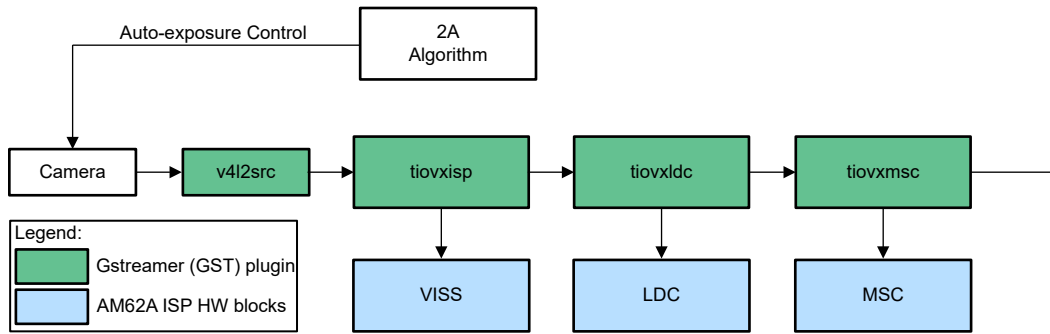 Auto-exposure Control
2A
Algorithm
Camera
v4l2src
tiovxisp
tiovxldc
tiovxmsc
Legend:
Gstreamer (GST) plugin
AM62A ISP HW blocks
VISS
LDC
MSC